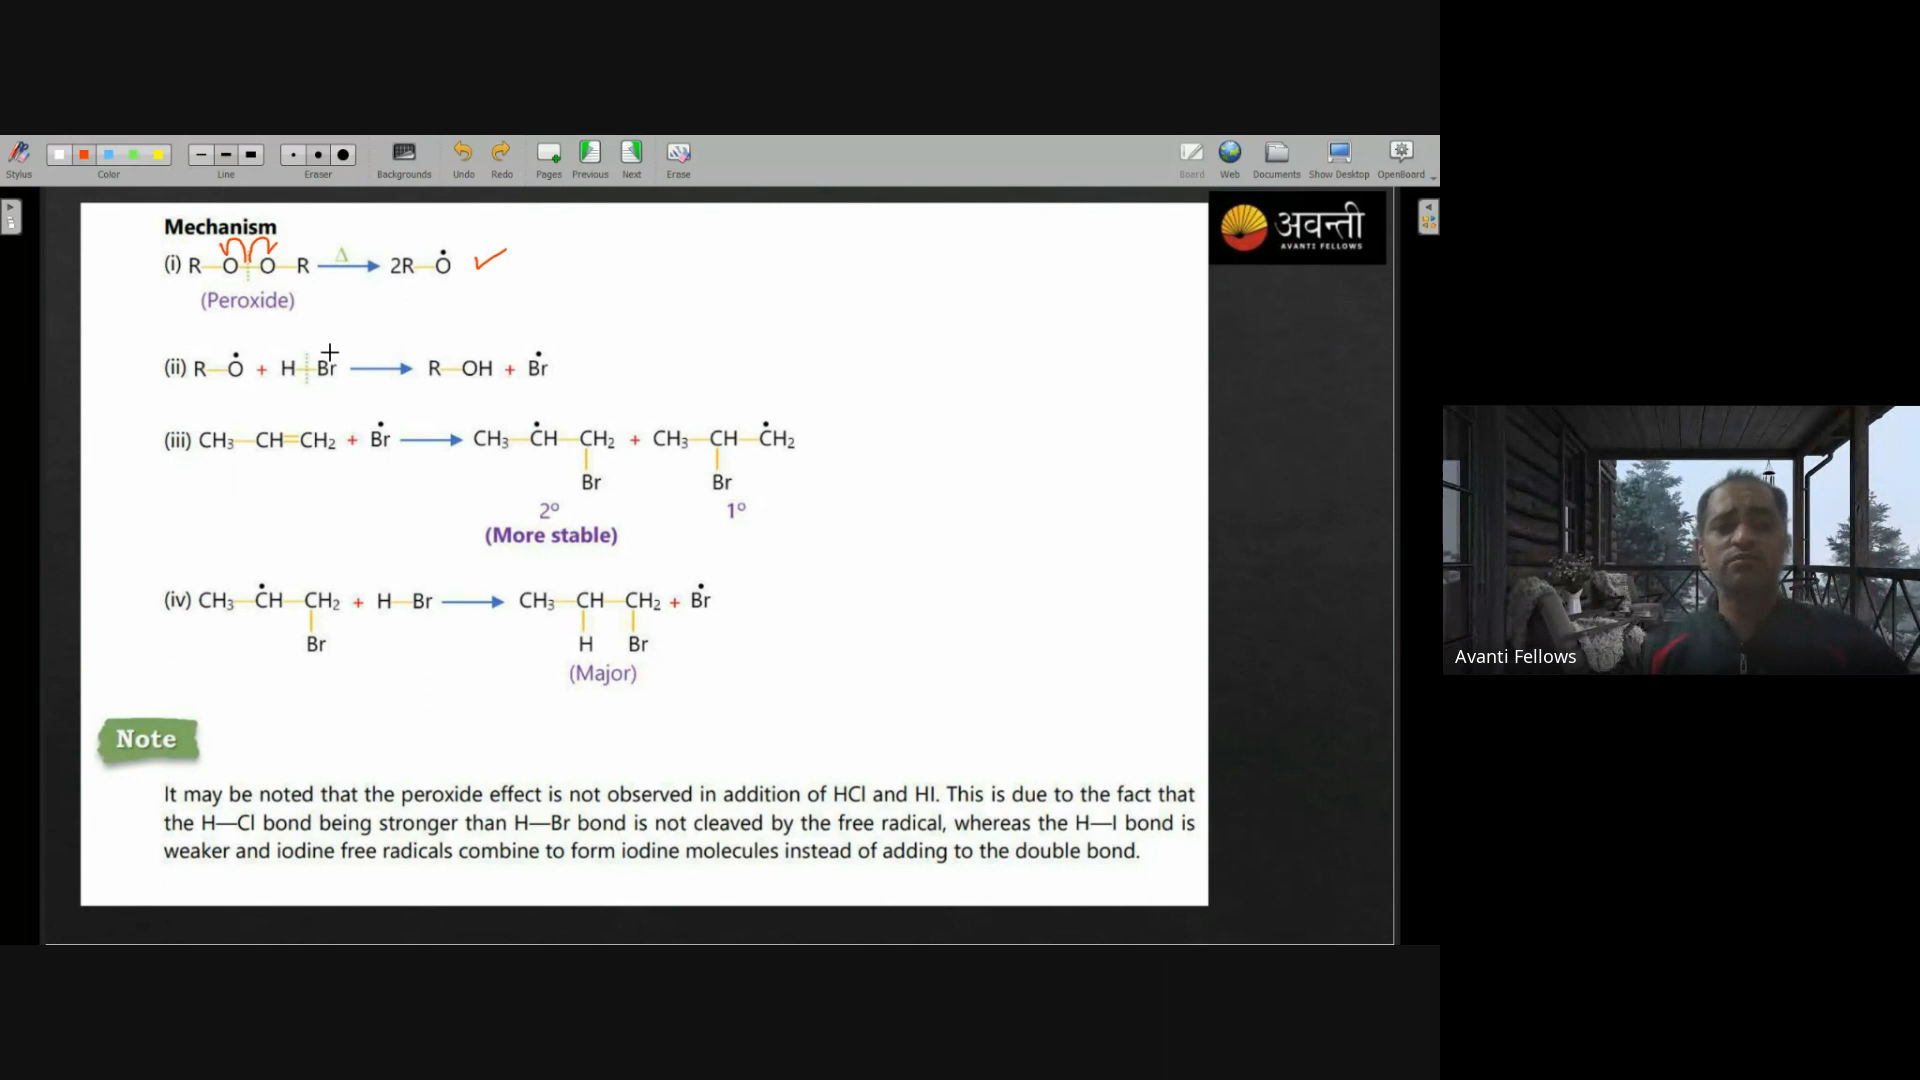 Stylus Color Line Eraser Backgrounds Undo Redo Pages Previous Next Erase Board Web Documents Show Desktop OpenBoard
अवन्ती
AVANTI FELLOWS
Mechanism
(i) R—O—O—R Δ→ 2R—Ȯ
(Peroxide)
(ii) R—Ȯ + H—Br → R—OH + Ḃr
(iii) CH₃—CH=CH₂ + Ḃr → CH₃—ĊH—CH₂ + CH₃—CH—ĊH₂
Br Br
2º 1º
(More stable)
(iv) CH₃—ĊH—CH₂ + H—Br → CH₃—CH—CH₂ + Ḃr
Br H Br
(Major)
Note
It may be noted that the peroxide effect is not observed in addition of HCl and HI. This is due to the fact that
the H—Cl bond being stronger than H—Br bond is not cleaved by the free radical, whereas the H—I bond is
weaker and iodine free radicals combine to form iodine molecules instead of adding to the double bond.
Avanti Fellows